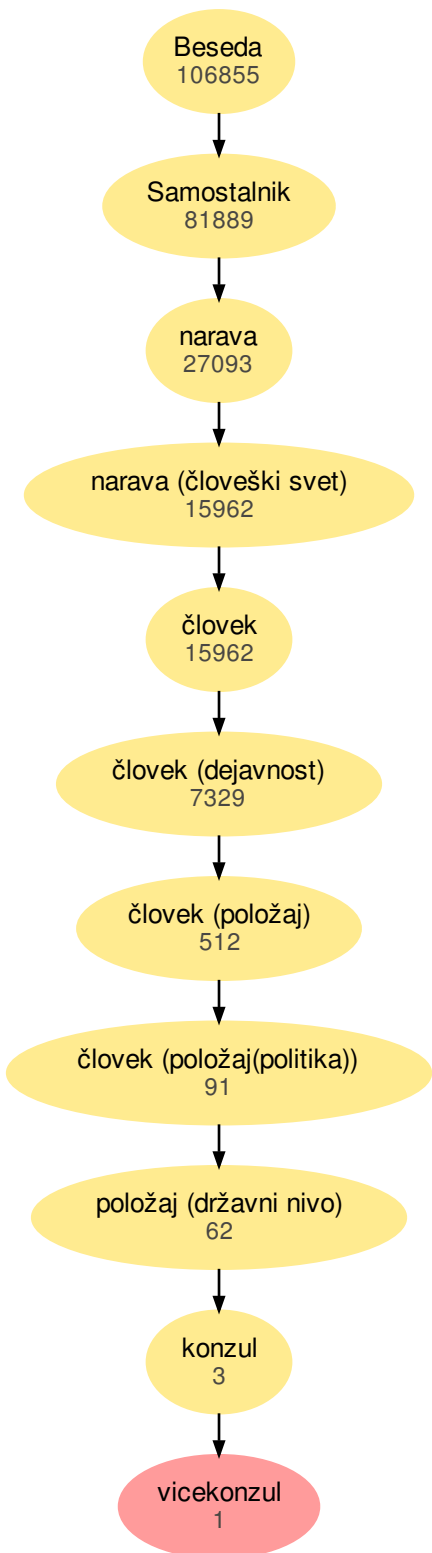 Beseda
106855
Samostalnik
81889
narava
27093
narava (človeški svet)
15962
človek
15962
človek (dejavnost)
7329
človek (položaj)
512
človek (položaj(politika))
91
položaj (državni nivo)
62
konzul
3
vicekonzul
1